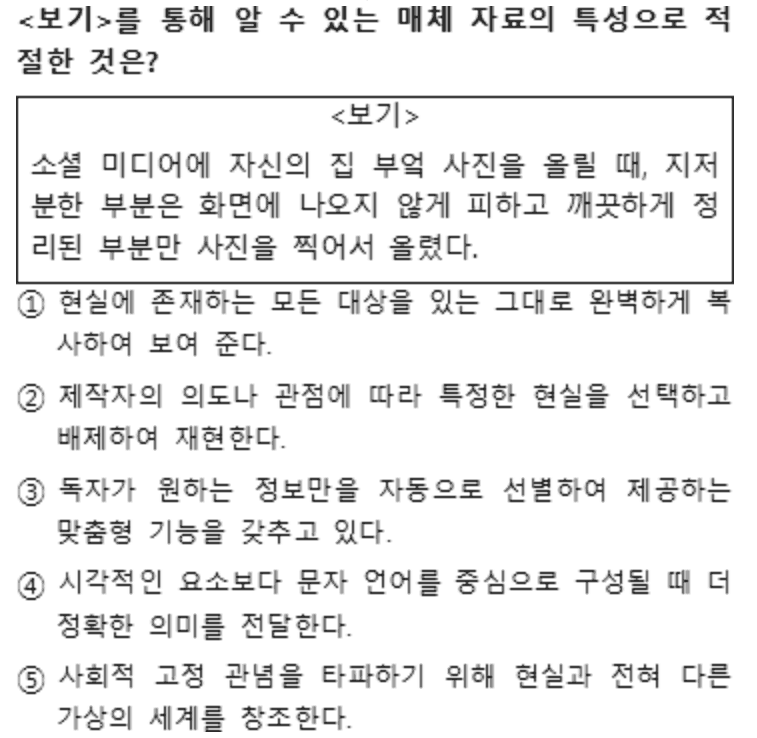 <보기>를 통해 알 수 있는 매체 자료의 특성으로 적
절한 것은?
<보기>
소셜 미디어에 자신의 집 부엌 사진을 올릴 때, 지저
분한 부분은 화면에 나오지 않게 피하고 깨끗하게 정
리된 부분만 사진을 찍어서 올렸다.
① 현실에 존재하는 모든 대상을 있는 그대로 완벽하게 복
사하여 보여 준다.
② 제작자의 의도나 관점에 따라 특정한 현실을 선택하고
배제하여 재현한다.
③ 독자가 원하는 정보만을 자동으로 선별하여 제공하는
맞춤형 기능을 갖추고 있다.
④ 시각적인 요소보다 문자 언어를 중심으로 구성될 때 더
정확한 의미를 전달한다.
⑤ 사회적 고정 관념을 타파하기 위해 현실과 전혀 다른
가상의 세계를 창조한다.